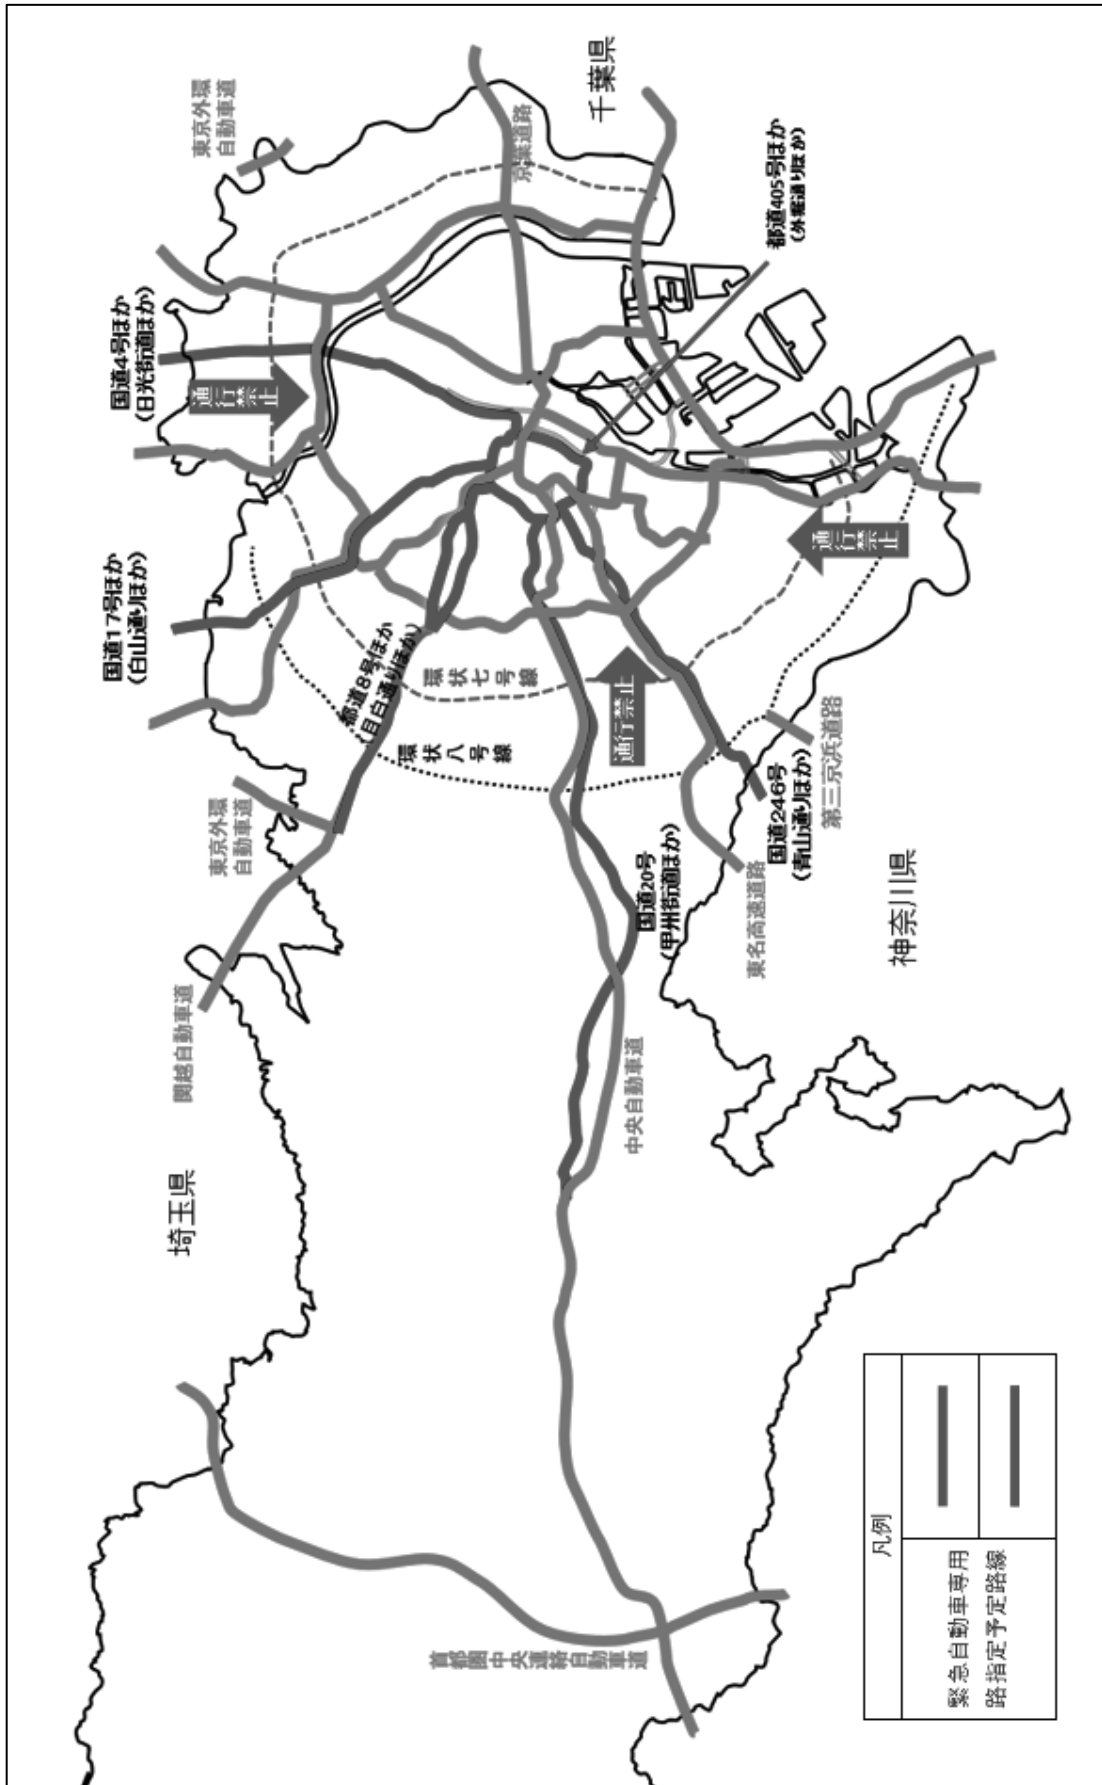 千葉県
東京外環
自動車道
京葉道路
都道405号ほか
(外堀通りほか)
国道4号ほか
(日光街道ほか)
通行禁止
国道17号ほか
(白山通りほか)
通行禁止
都道8号ほか
(目白通りほか)
環状七号線
環状八号線
通行禁止
第三京浜道路
国道246号
(青山通りほか)
東京外環
自動車道
国道20号
(甲州街道ほか)
東名高速道路
神奈川県
関越自動車道
中央自動車道
埼玉県
首都圏中央連絡自動車道
凡例
緊急自動車専用
路指定予定路線